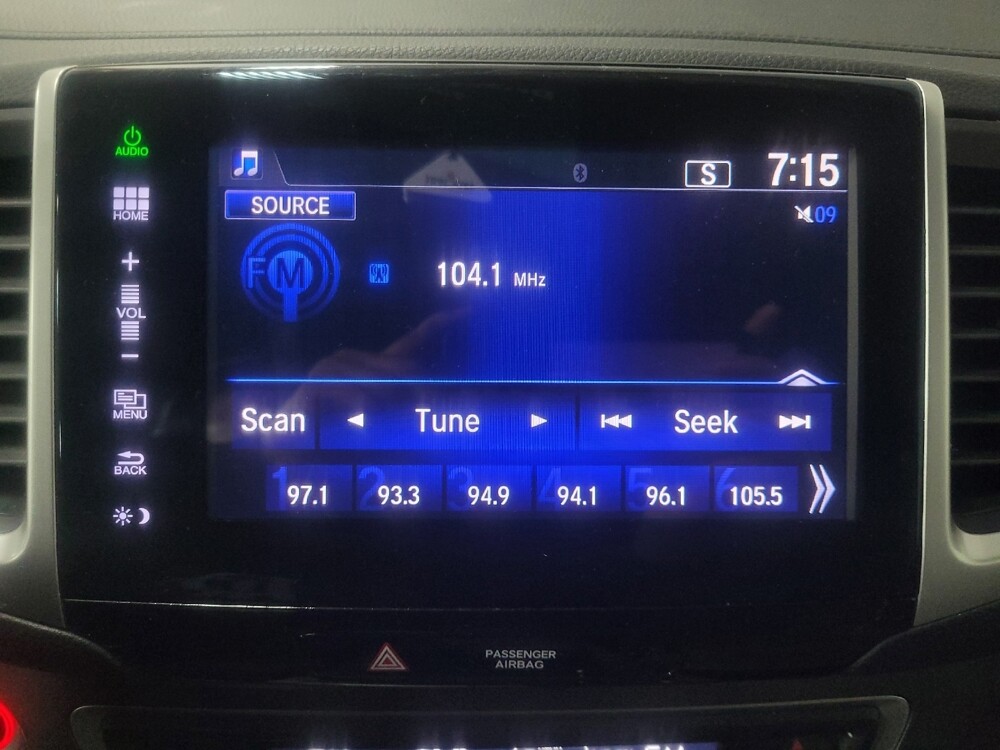 AUDIO
HOME
+
VOL
−
MENU
BACK
S 7:15
SOURCE
09
FM 104.1 MHz
Scan Tune Seek
1 97.1 2 93.3 3 94.9 4 94.1 5 96.1 6 105.5
PASSENGER
AIRBAG